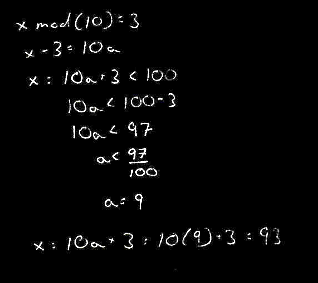 x mod(10) = 3
x - 3 = 10a
x = 10a + 3 < 100
10a < 100 - 3
10a < 97
a < 97/100
a = 9
x = 10a + 3 = 10(9) + 3 = 93